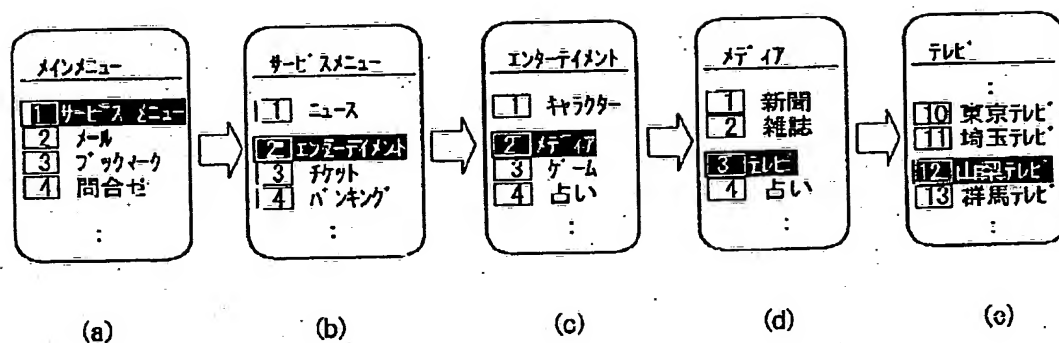 メインメニュー
1 サービス メニュー
2 メール
3 ブックマーク
4 問合せ
:
(a)
サービスメニュー
1 ニュース
2 エンターテイメント
3 チケット
4 バンキング
:
(b)
エンターテイメント
1 キャラクター
2 メディア
3 ゲーム
4 占い
:
(c)
メディア
1 新聞
2 雑誌
3 テレビ
4 占い
:
(d)
テレビ
:
10 東京テレビ
11 埼玉テレビ
12 山梨テレビ
13 群馬テレビ
:
(e)